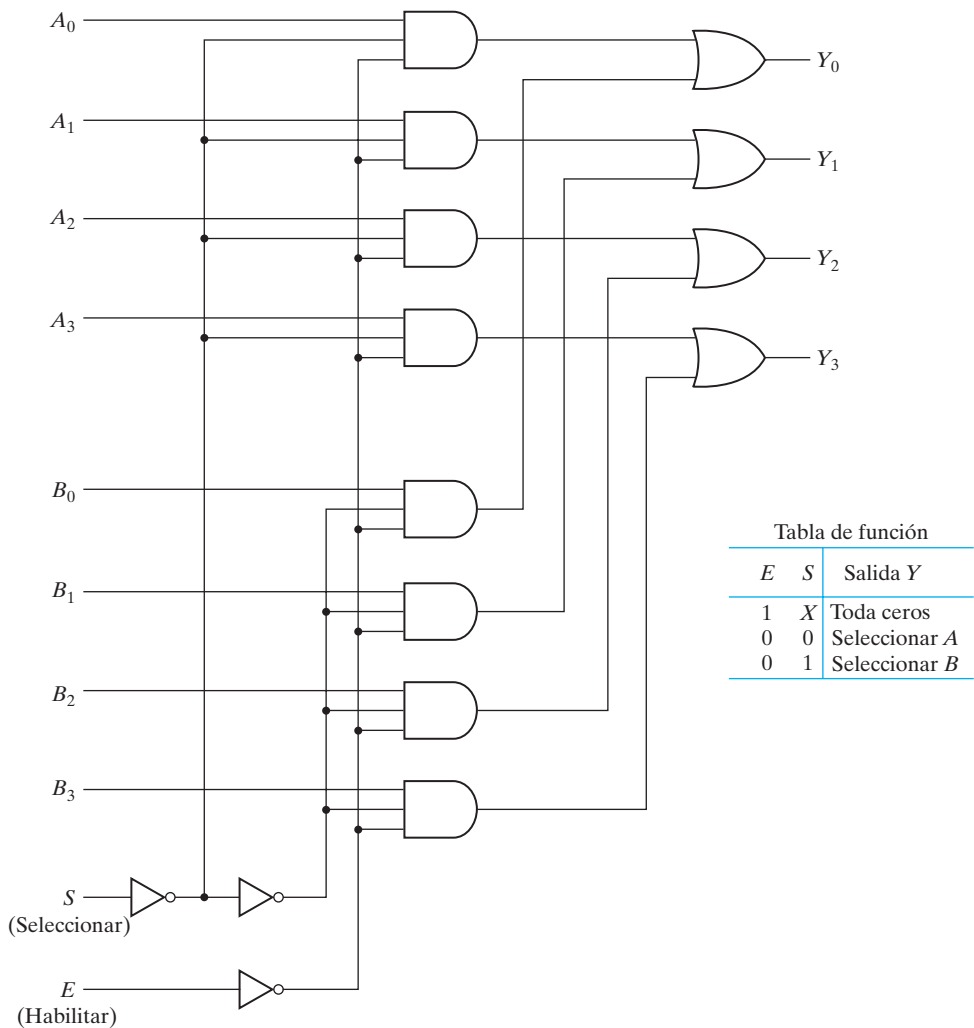 A0
Y0
A1
Y1
A2
Y2
A3
Y3
B0
B1
B2
B3
S
(Seleccionar)
E
(Habilitar)
Tabla de función
E S Salida Y
1 X Toda ceros
0 0 Seleccionar A
0 1 Seleccionar B